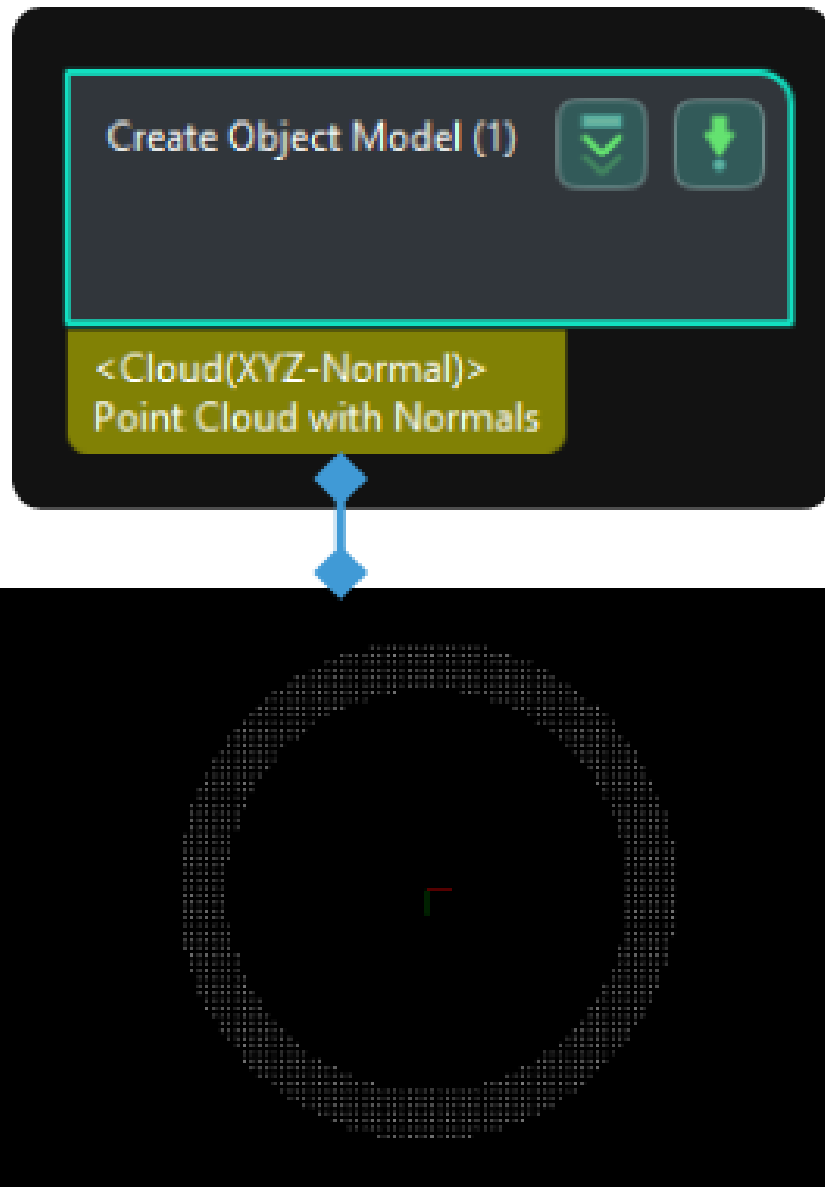 Create Object Model (1)
<Cloud(XYZ-Normal)>
Point Cloud with Normals